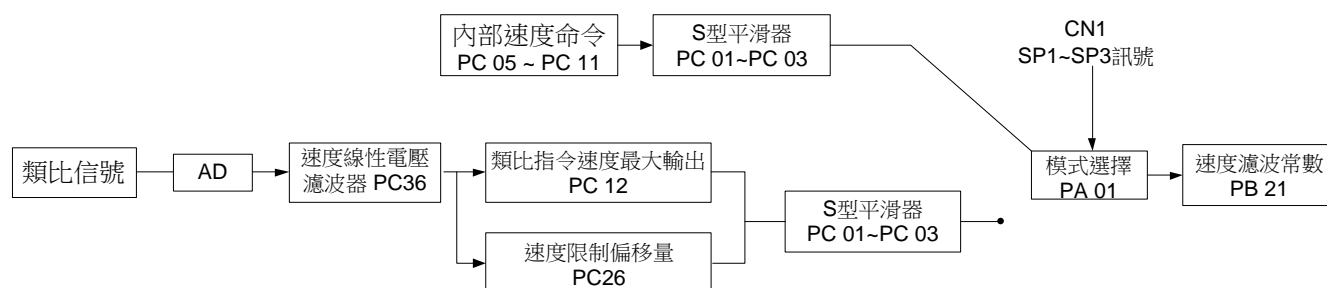 內部速度命令
PC 05 ~ PC 11
S型平滑器
PC 01~PC 03
CN1
SP1~SP3訊號
類比信號
AD
速度線性電壓
濾波器 PC36
類比指令速度最大輸出
PC 12
速度限制偏移量
PC26
S型平滑器
PC 01~PC 03
模式選擇
PA 01
速度濾波常數
PB 21